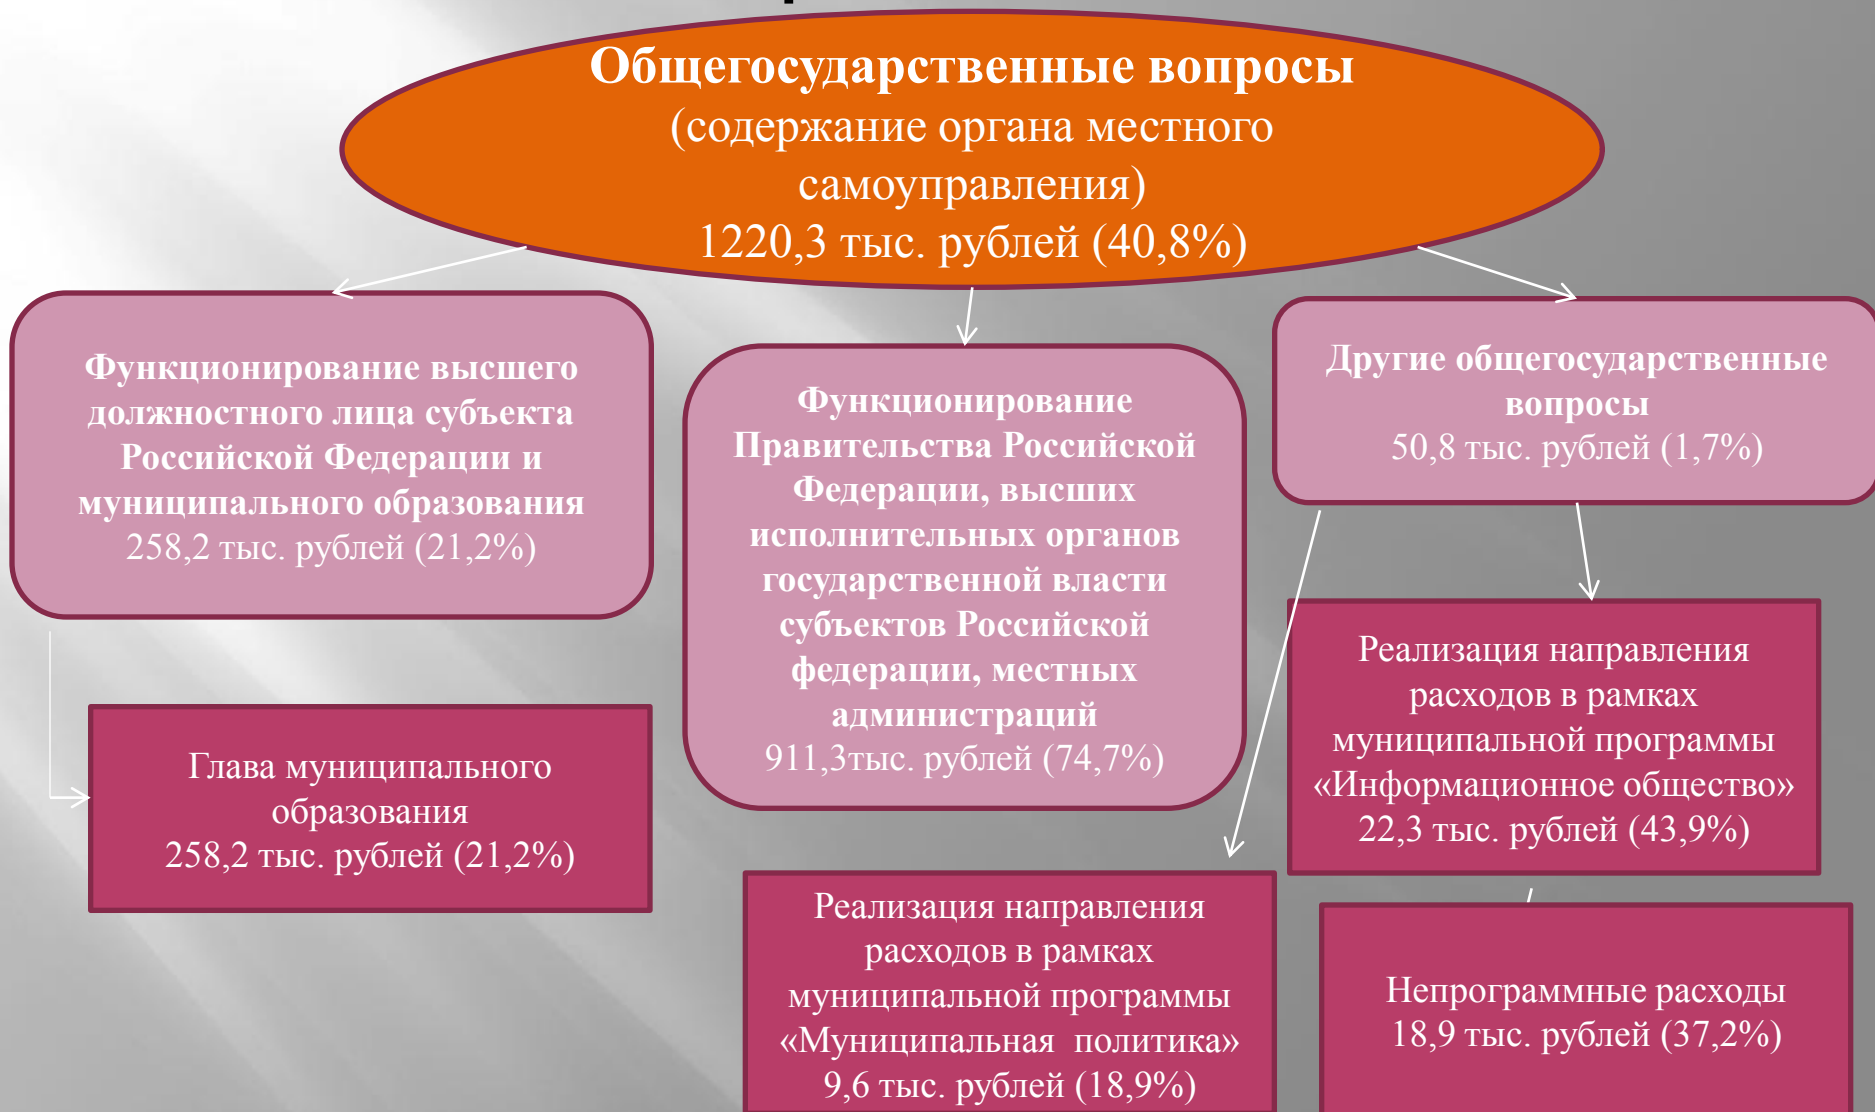 Общегосударственные вопросы
(содержание органа местного
самоуправления)
1220,3 тыс. рублей (40,8%)
Функционирование высшего
должностного лица субъекта
Российской Федерации и
муниципального образования
258,2 тыс. рублей (21,2%)
Функционирование
Правительства Российской
Федерации, высших
исполнительных органов
государственной власти
субъектов Российской
федерации, местных
администраций
911,3тыс. рублей (74,7%)
Другие общегосударственные
вопросы
50,8 тыс. рублей (1,7%)
Глава муниципального
образования
258,2 тыс. рублей (21,2%)
Реализация направления
расходов в рамках
муниципальной программы
«Информационное общество»
22,3 тыс. рублей (43,9%)
Реализация направления
расходов в рамках
муниципальной программы
«Муниципальная  политика»
9,6 тыс. рублей (18,9%)
Непрограммные расходы
18,9 тыс. рублей (37,2%)